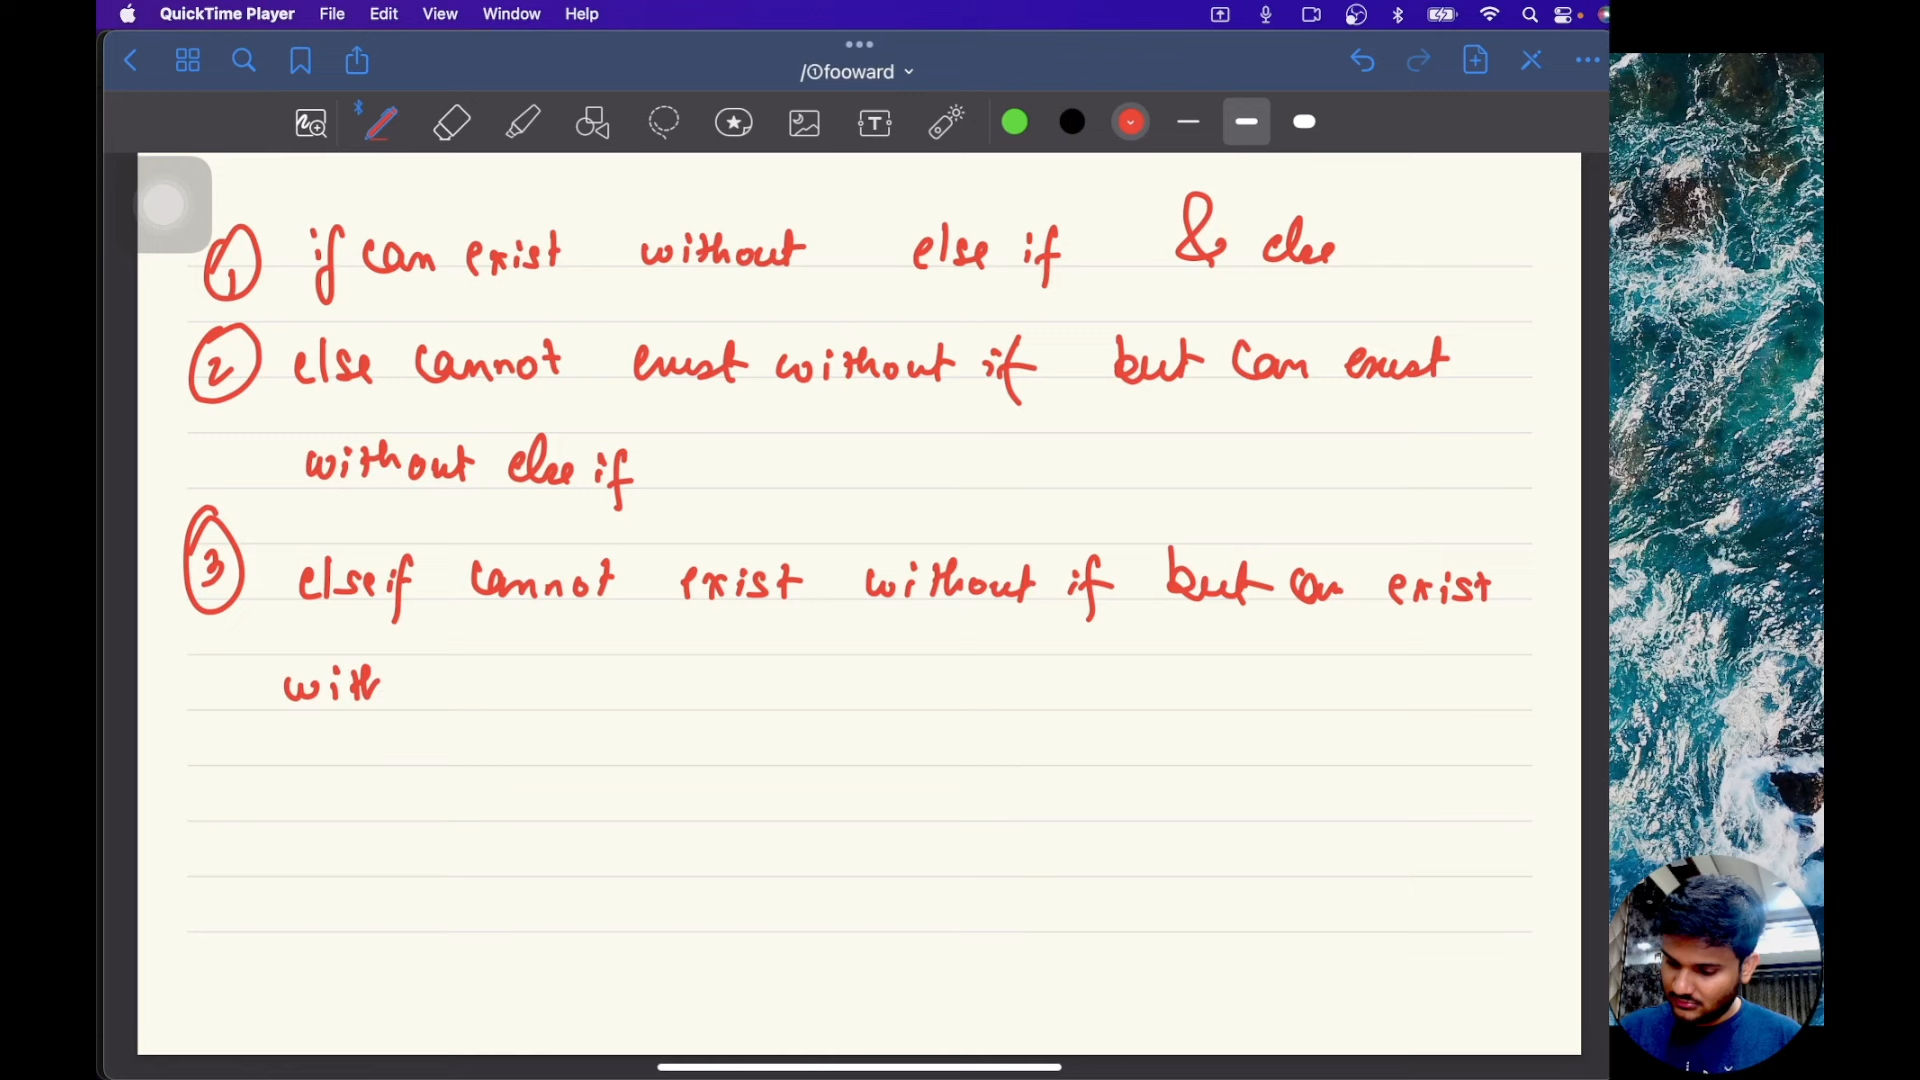 QuickTime Player File Edit View Window Help
/①fooward
① if can exist without else if & else
② else cannot exist without if but can exist
without else if
③ elseif cannot exist without if but can exist
with